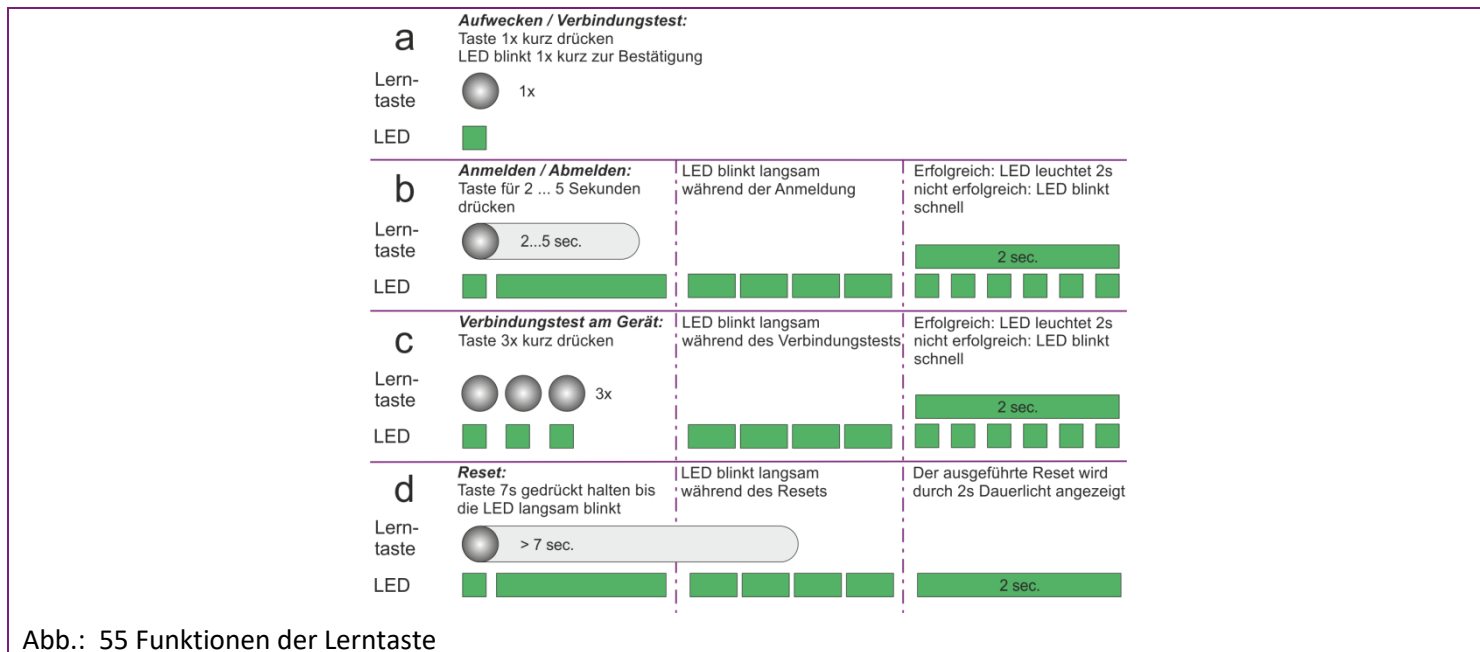 a
Aufwecken / Verbindungstest:
Taste 1x kurz drücken
LED blinkt 1x kurz zur Bestätigung
Lern-
taste
1x
LED
b
Anmelden / Abmelden:
Taste für 2 ... 5 Sekunden
drücken
LED blinkt langsam
während der Anmeldung
Erfolgreich: LED leuchtet 2s
nicht erfolgreich: LED blinkt
schnell
Lern-
taste
2...5 sec.
2 sec.
LED
c
Verbindungstest am Gerät:
Taste 3x kurz drücken
LED blinkt langsam
während des Verbindungstests
Erfolgreich: LED leuchtet 2s
nicht erfolgreich: LED blinkt
schnell
Lern-
taste
3x
2 sec.
LED
d
Reset:
Taste 7s gedrückt halten bis
die LED langsam blinkt
LED blinkt langsam
während des Resets
Der ausgeführte Reset wird
durch 2s Dauerlicht angezeigt
Lern-
taste
> 7 sec.
LED
2 sec.
Abb.: 55 Funktionen der Lerntaste